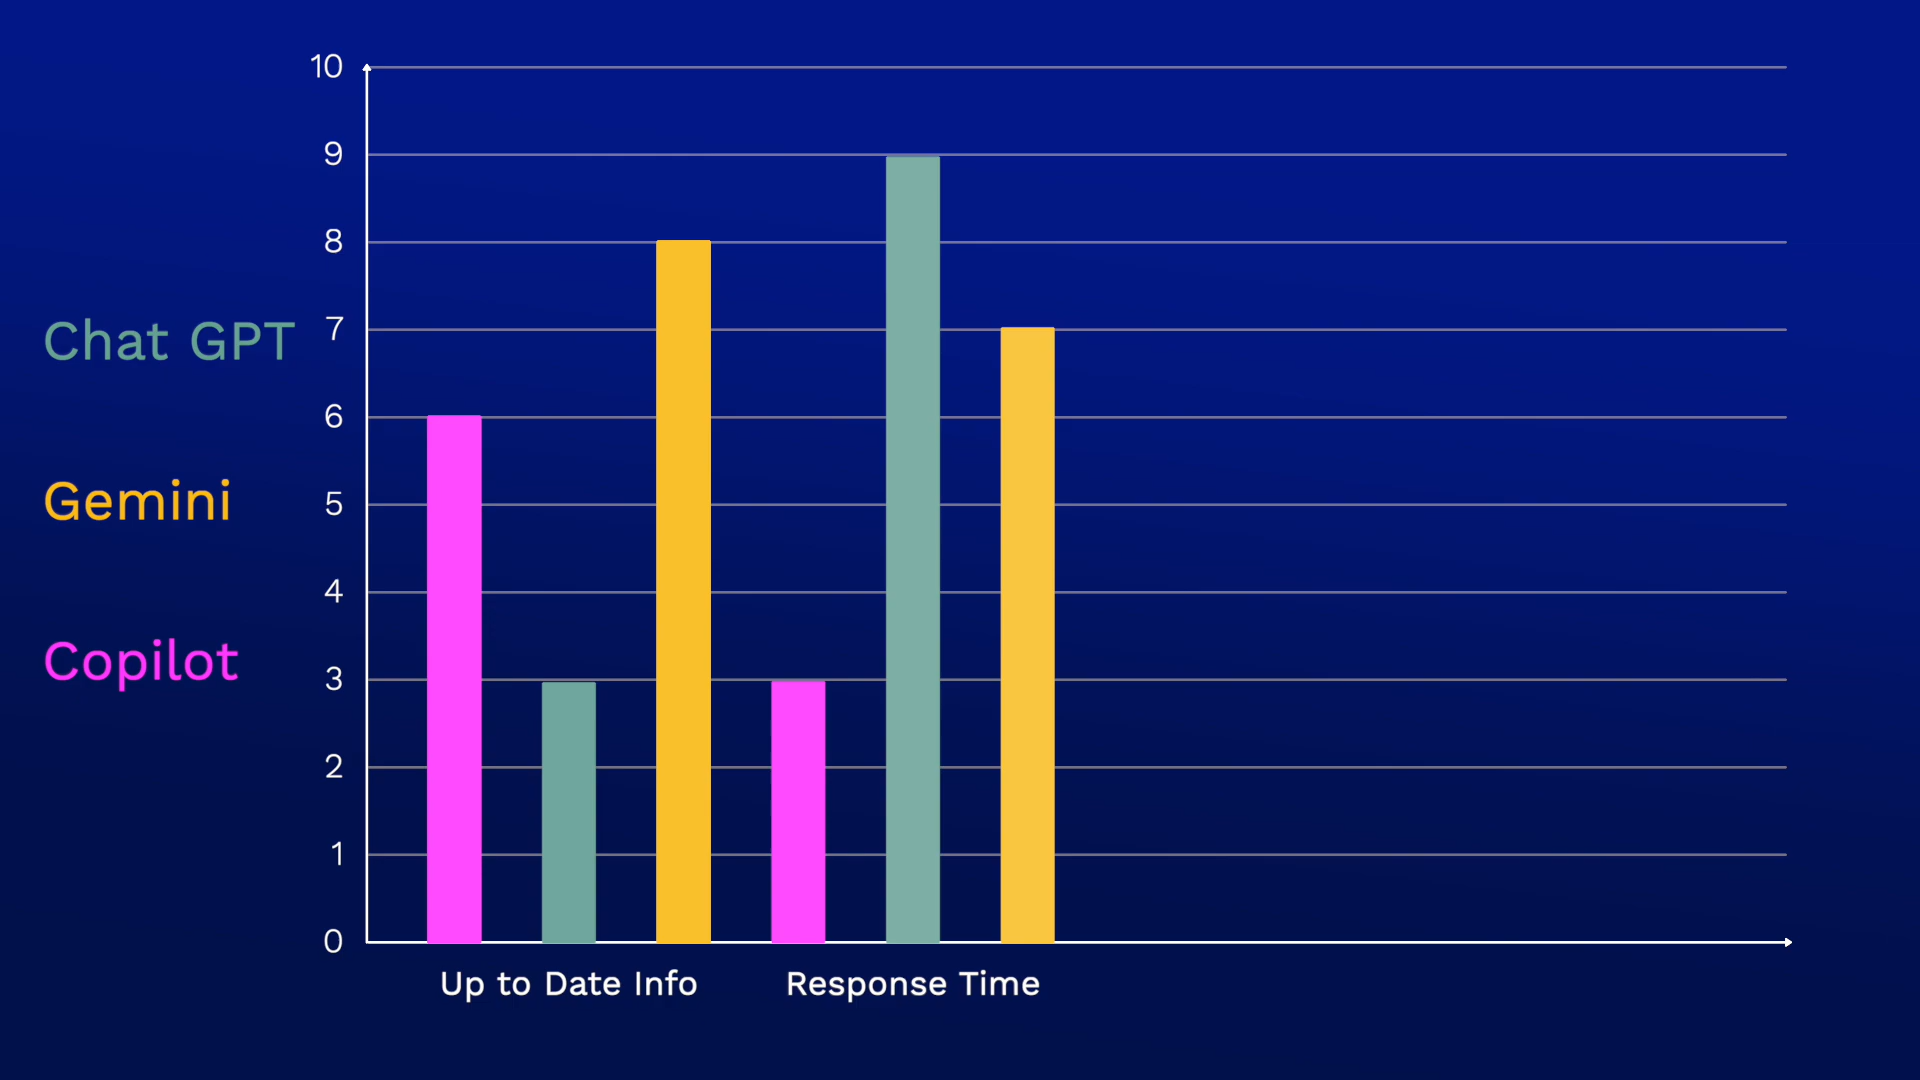 Chat GPT
Gemini
Copilot
10
9
8
7
6
5
4
3
2
1
0
Up to Date Info
Response Time